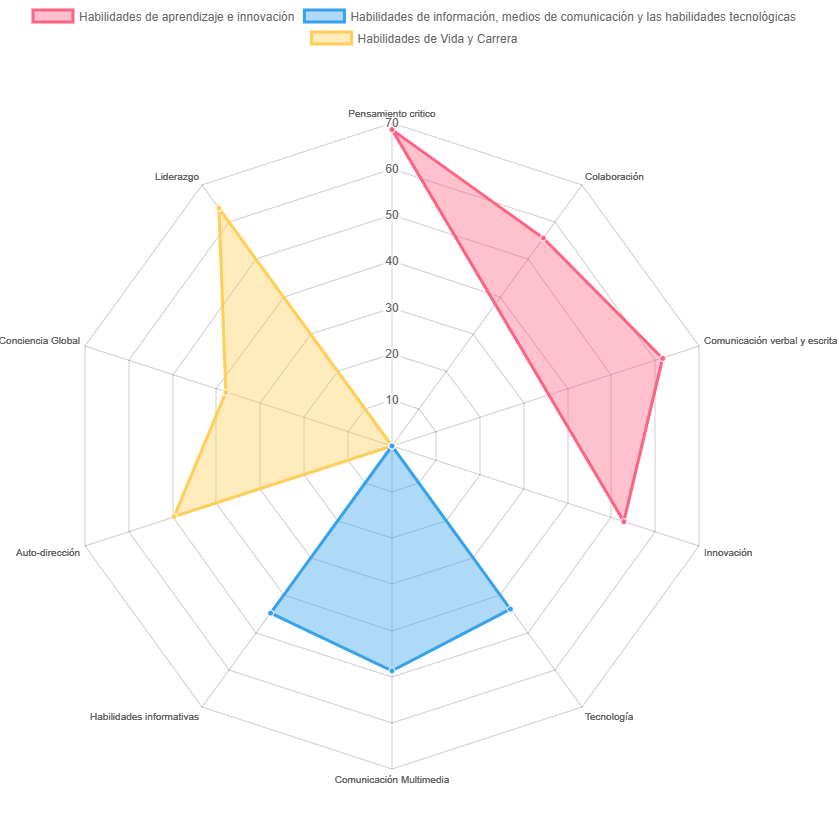 Habilidades de aprendizaje e innovación Habilidades de información, medios de comunicación y las habilidades tecnológicas
Habilidades de Vida y Carrera
Pensamiento critico
70
Liderazgo
Colaboración
60
50
40
Conciencia Global
Comunicación verbal y escrita
30
20
10
Auto-dirección
Innovación
Habilidades informativas
Tecnología
Comunicación Multimedia